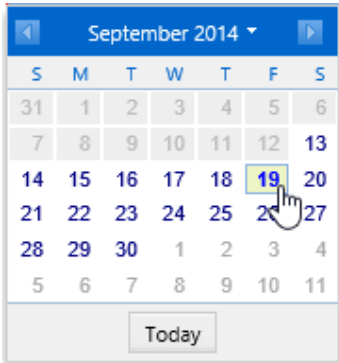 September 2014
S M T W T F S
31 1 2 3 4 5 6
7 8 9 10 11 12 13
14 15 16 17 18 19 20
21 22 23 24 25 27
28 29 30 1 2 3 4
5 6 7 8 9 10 11
Today